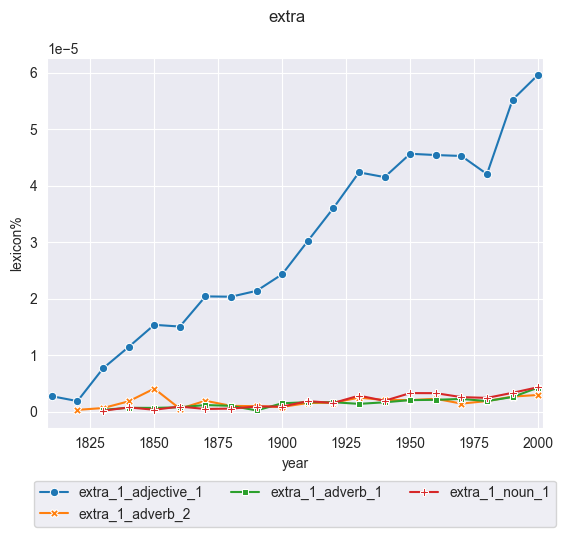 extra
1e−5
6
5
4
3
2
1
0
lexicon%
1825 1850 1875 1900 1925 1950 1975 2000
year
extra_1_adjective_1 extra_1_adverb_1 extra_1_noun_1
extra_1_adverb_2